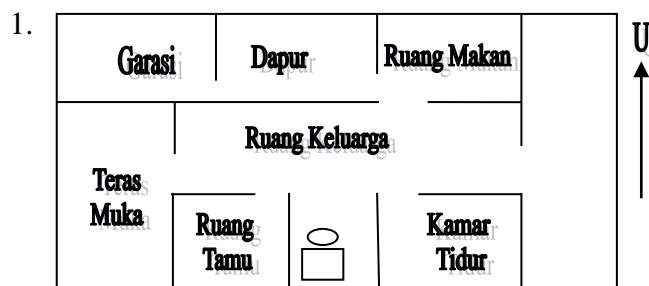 1.
Garasi
Dapur
Ruang Makan
U
Ruang Keluarga
Teras
Muka
Ruang
Tamu
Kamar
Tidur